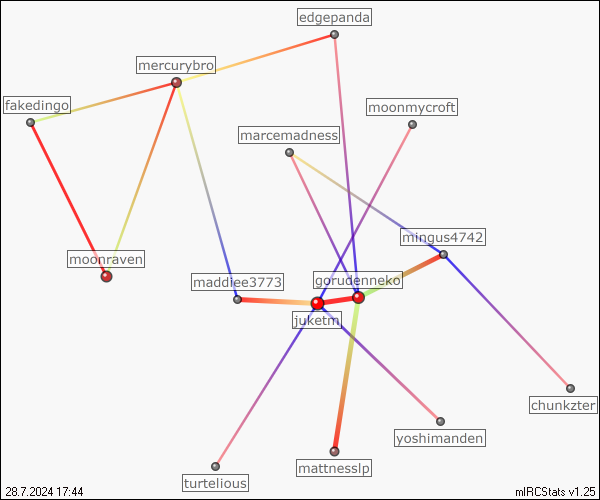 edgepanda
mercurybro
fakedingo
moonmycroft
marcemadness
mingus4742
moonraven
maddiee3773
gorudenneko
juketm
chunkzter
yoshimanden
mattnesslp
turtelious
28.7.2024 17:44
mIRCStats v1.25